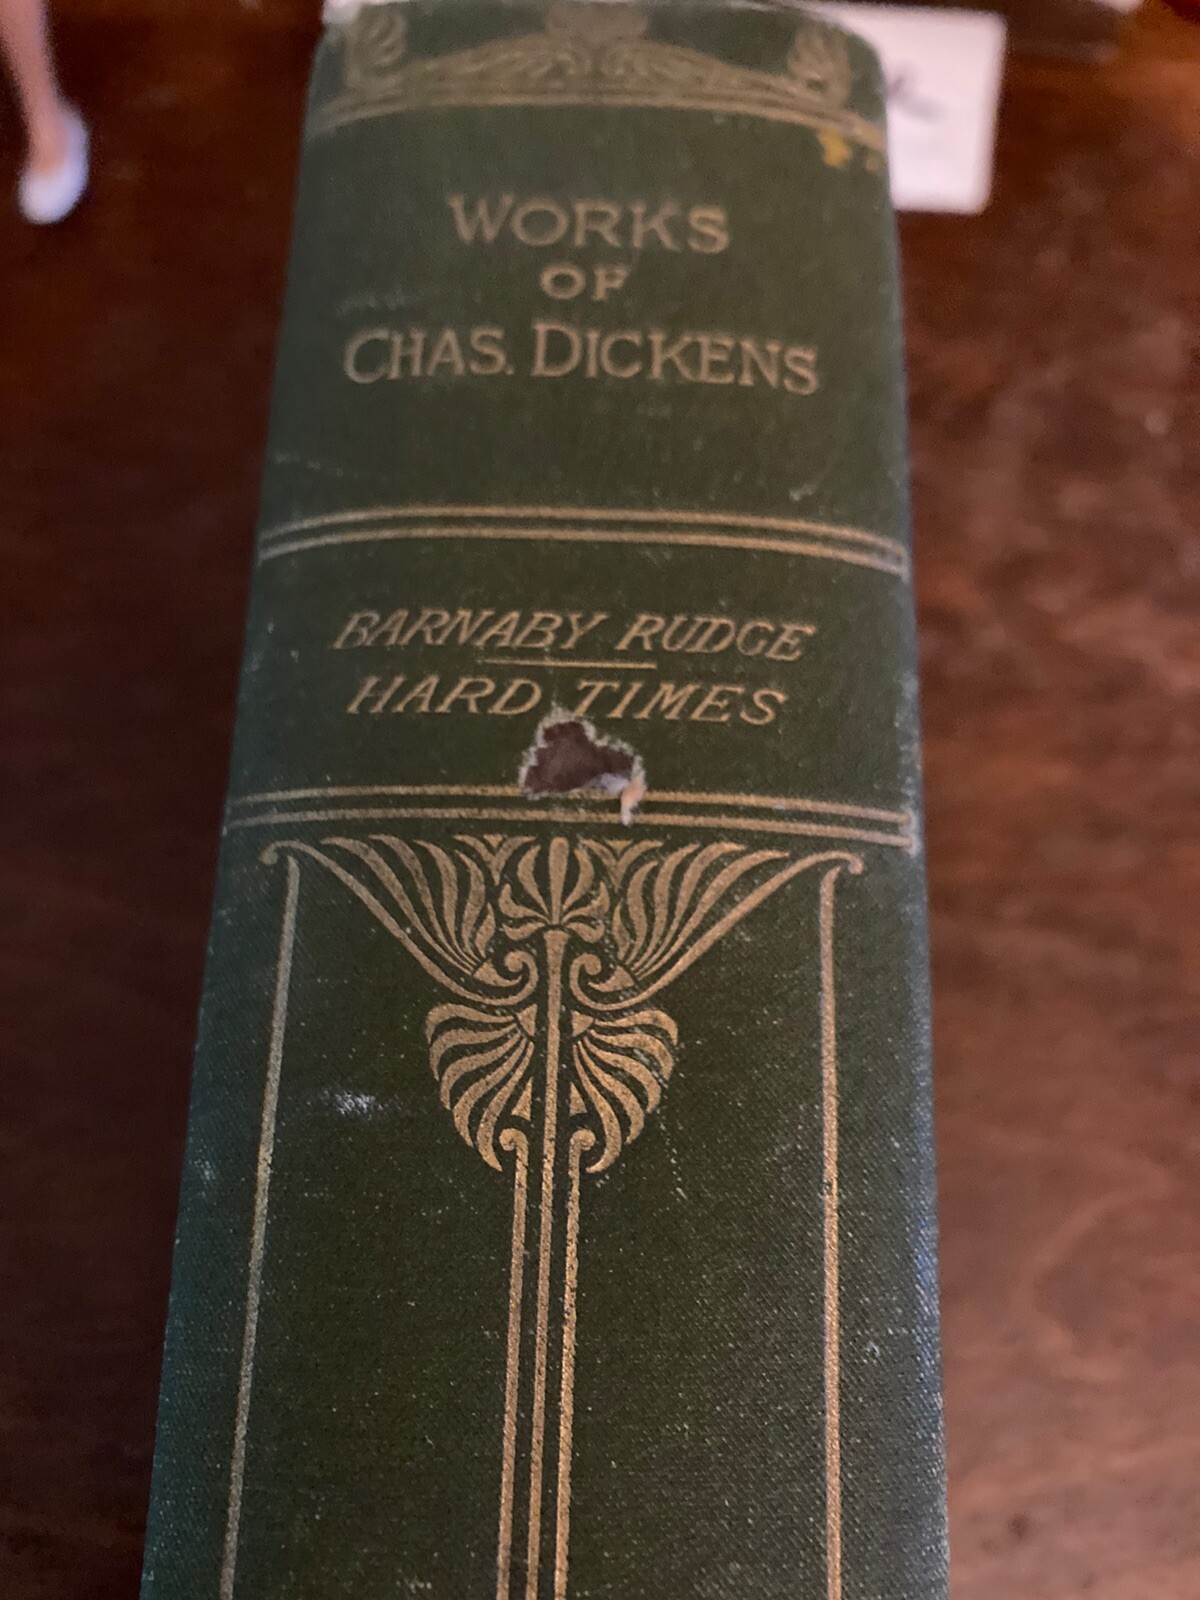 WORKS
OF
CHAS. DICKENS
BARNABY RUDGE
HARD TIMES